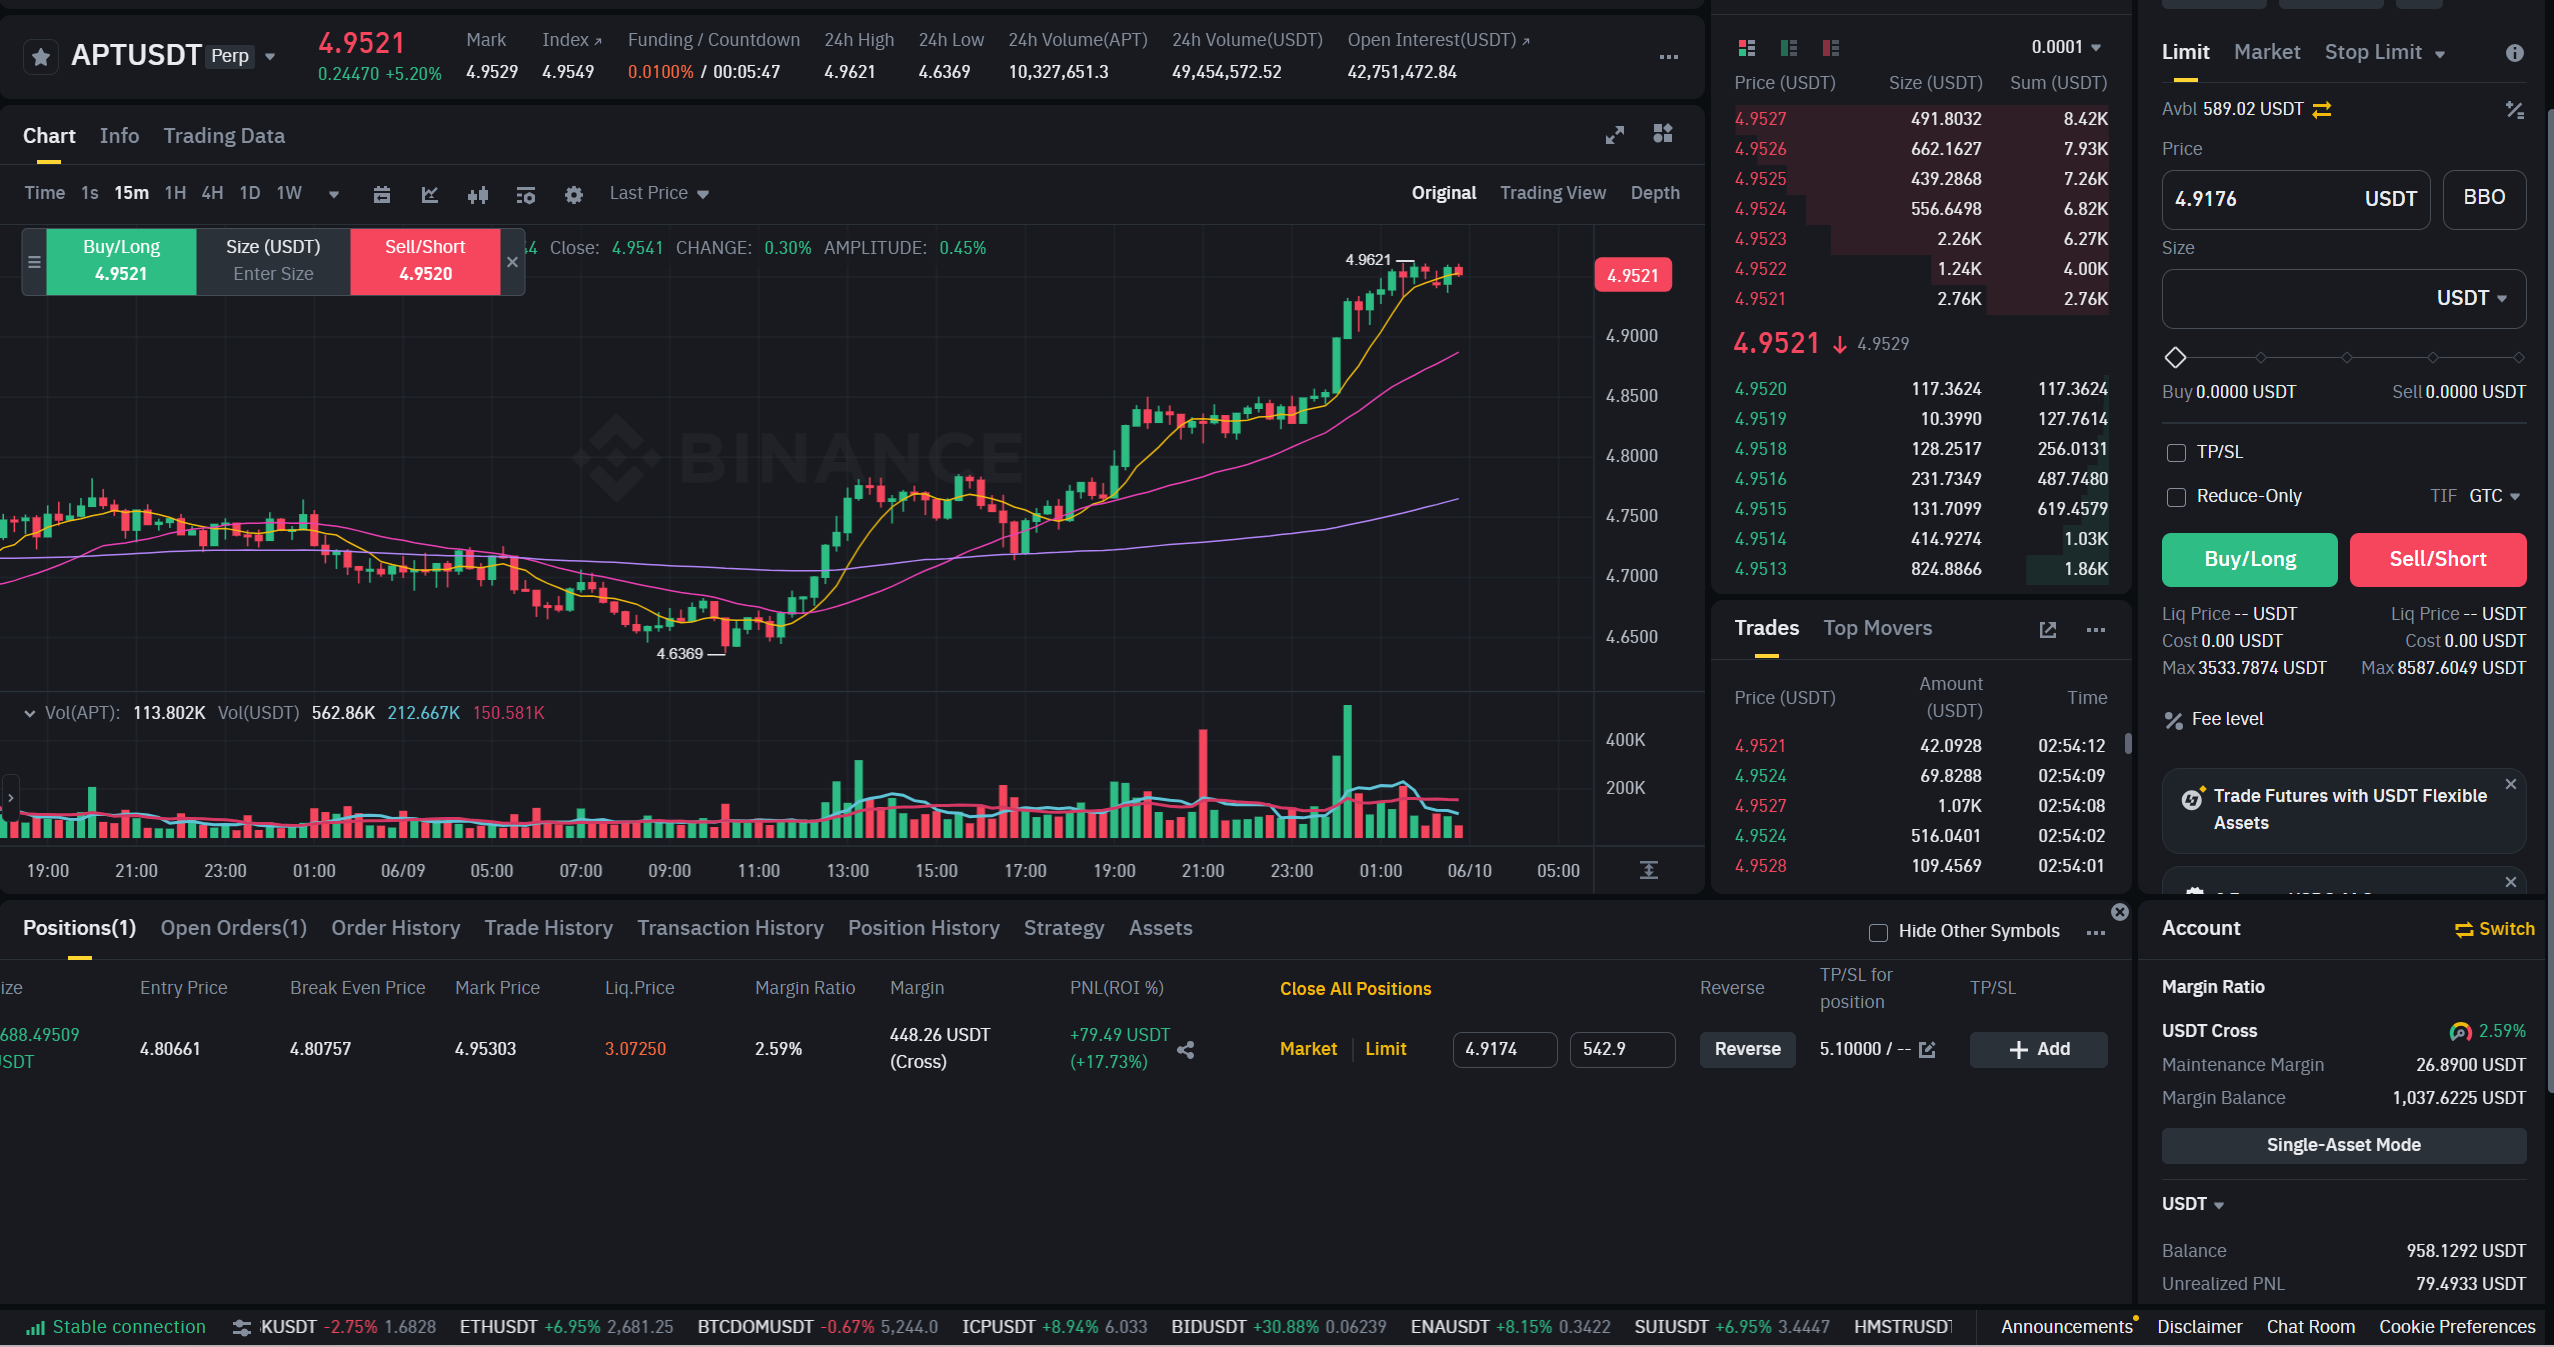 APTUSDT Perp
4.9521
0.24470 +5.20%
Mark
4.9529
Index
4.9549
Funding / Countdown
0.0100% / 00:05:47
24h High
4.9621
24h Low
4.6369
24h Volume(APT)
10,327,651.3
24h Volume(USDT)
49,454,572.52
Open Interest(USDT)
42,751,472.84
Chart Info Trading Data
Time 1s 15m 1H 4H 1D 1W
Last Price
Original Trading View Depth
Buy/Long
4.9521
Size (USDT)
Enter Size
Sell/Short
4.9520
44 Close: 4.9541 CHANGE: 0.30% AMPLITUDE: 0.45%
4.9621
4.6369
BINANCE
4.9521
4.9000
4.8500
4.8000
4.7500
4.7000
4.6500
Vol(APT): 113.802K Vol(USDT) 562.86K 212.667K 150.581K
400K
200K
19:00 21:00 23:00 01:00 06/09 05:00 07:00 09:00 11:00 13:00 15:00 17:00 19:00 21:00 23:00 01:00 06/10 05:00
0.0001
Price (USDT) Size (USDT) Sum (USDT)
4.9527 491.8032 8.42K
4.9526 662.1627 7.93K
4.9525 439.2868 7.26K
4.9524 556.6498 6.82K
4.9523 2.26K 6.27K
4.9522 1.24K 4.00K
4.9521 2.76K 2.76K
4.9521 4.9529
4.9520 117.3624 117.3624
4.9519 10.3990 127.7614
4.9518 128.2517 256.0131
4.9516 231.7349 487.7480
4.9515 131.7099 619.4579
4.9514 414.9274 1.03K
4.9513 824.8866 1.86K
Trades Top Movers
Price (USDT) Amount (USDT) Time
4.9521 42.0928 02:54:12
4.9524 69.8288 02:54:09
4.9527 1.07K 02:54:08
4.9524 516.0401 02:54:02
4.9528 109.4569 02:54:01
Limit Market Stop Limit
Avbl 589.02 USDT
Price
4.9176 USDT
BBO
Size
USDT
Buy 0.0000 USDT Sell 0.0000 USDT
TP/SL
Reduce-Only TIF GTC
Buy/Long Sell/Short
Liq Price -- USDT Liq Price -- USDT
Cost 0.00 USDT Cost 0.00 USDT
Max 3533.7874 USDT Max 8587.6049 USDT
Fee level
Trade Futures with USDT Flexible
Assets
Positions(1) Open Orders(1) Order History Trade History Transaction History Position History Strategy Assets
Hide Other Symbols
ize Entry Price Break Even Price Mark Price Liq.Price Margin Ratio Margin PNL(ROI %) Close All Positions Reverse TP/SL for position TP/SL
688.49509 USDT 4.80661 4.80757 4.95303 3.07250 2.59% 448.26 USDT (Cross) +79.49 USDT (+17.73%) Market Limit 4.9174 542.9 Reverse 5.10000 / -- Add
Account Switch
Margin Ratio
USDT Cross 2.59%
Maintenance Margin 26.8900 USDT
Margin Balance 1,037.6225 USDT
Single-Asset Mode
USDT
Balance 958.1292 USDT
Unrealized PNL 79.4933 USDT
Stable connection
KUSDT -2.75% 1.6828 ETHUSDT +6.95% 2,681.25 BTCDOMUSDT -0.67% 5,244.0 ICPUSDT +8.94% 6.033 BIDUSDT +30.88% 0.06239 ENAUSDT +8.15% 0.3422 SUIUSDT +6.95% 3.4447 HMSTRUSDT
Announcements Disclaimer Chat Room Cookie Preferences